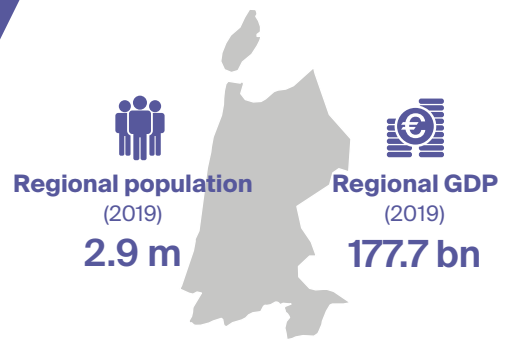 €
Regional population
(2019)
2.9 m
€
Regional GDP
(2019)
177.7 bn